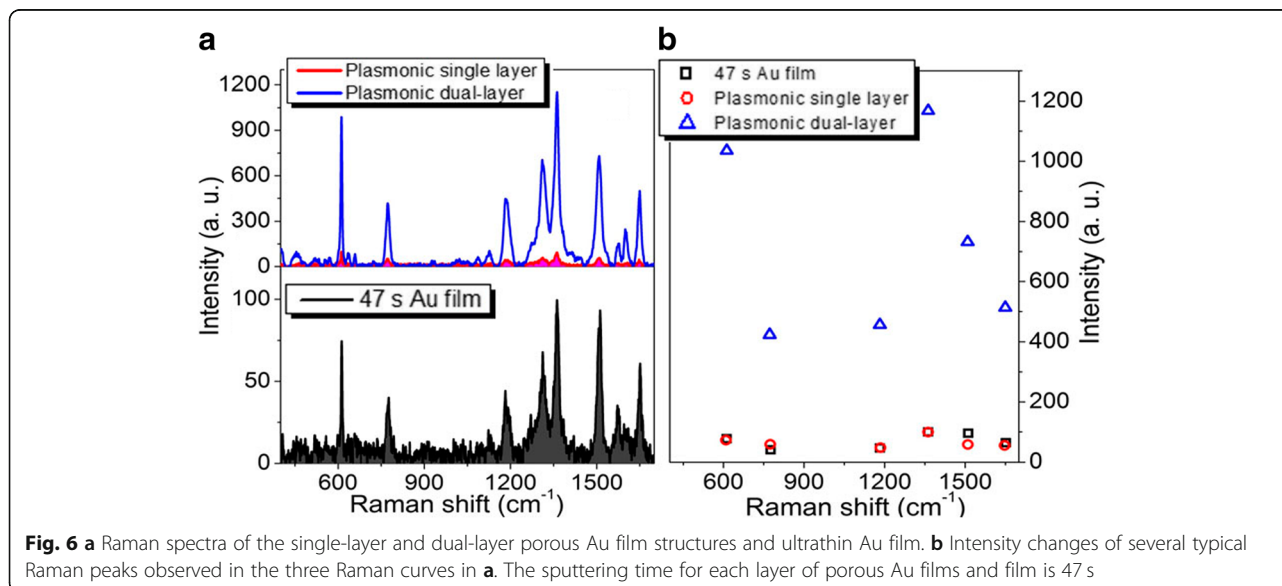 a
b
Plasmonic single layer
Plasmonic dual-layer
1200
900
600
300
0
Intensity (a. u.)
47 s Au film
100
50
0
600 900 1200 1500
Raman shift (cm⁻¹)
47 s Au film
Plasmonic single layer
Plasmonic dual-layer
1200
1000
800
600
400
200
0
Intensity (a. u.)
600 900 1200 1500
Raman shift (cm⁻¹)
Fig. 6 a Raman spectra of the single-layer and dual-layer porous Au film structures and ultrathin Au film. b Intensity changes of several typical
Raman peaks observed in the three Raman curves in a. The sputtering time for each layer of porous Au films and film is 47 s